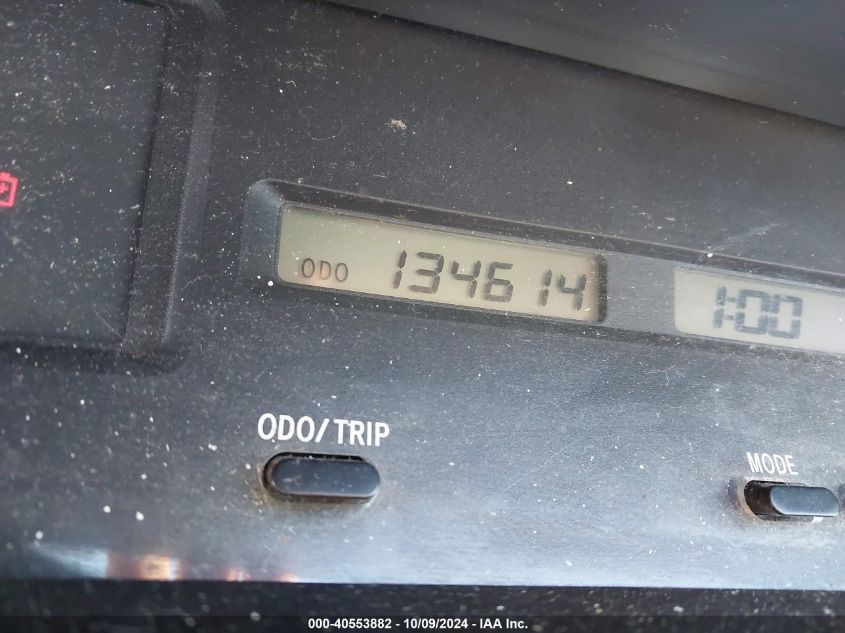 ODO 134614
1:00
ODO/TRIP
MODE
000-40553882 - 10/09/2024 - IAA Inc.